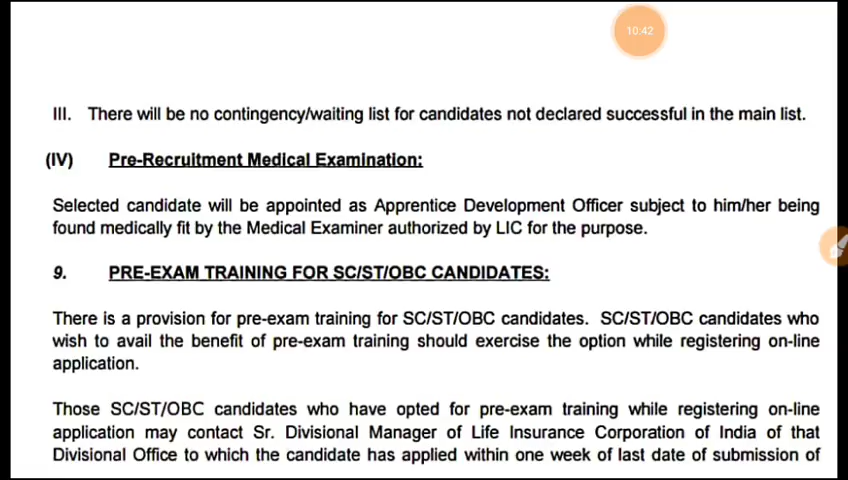 10:42
III. There will be no contingency/waiting list for candidates not declared successful in the main list.
(IV) Pre-Recruitment Medical Examination:
Selected candidate will be appointed as Apprentice Development Officer subject to him/her being
found medically fit by the Medical Examiner authorized by LIC for the purpose.
9. PRE-EXAM TRAINING FOR SC/ST/OBC CANDIDATES:
There is a provision for pre-exam training for SC/ST/OBC candidates. SC/ST/OBC candidates who
wish to avail the benefit of pre-exam training should exercise the option while registering on-line
application.
Those SC/ST/OBC candidates who have opted for pre-exam training while registering on-line
application may contact Sr. Divisional Manager of Life Insurance Corporation of India of that
Divisional Office to which the candidate has applied within one week of last date of submission of